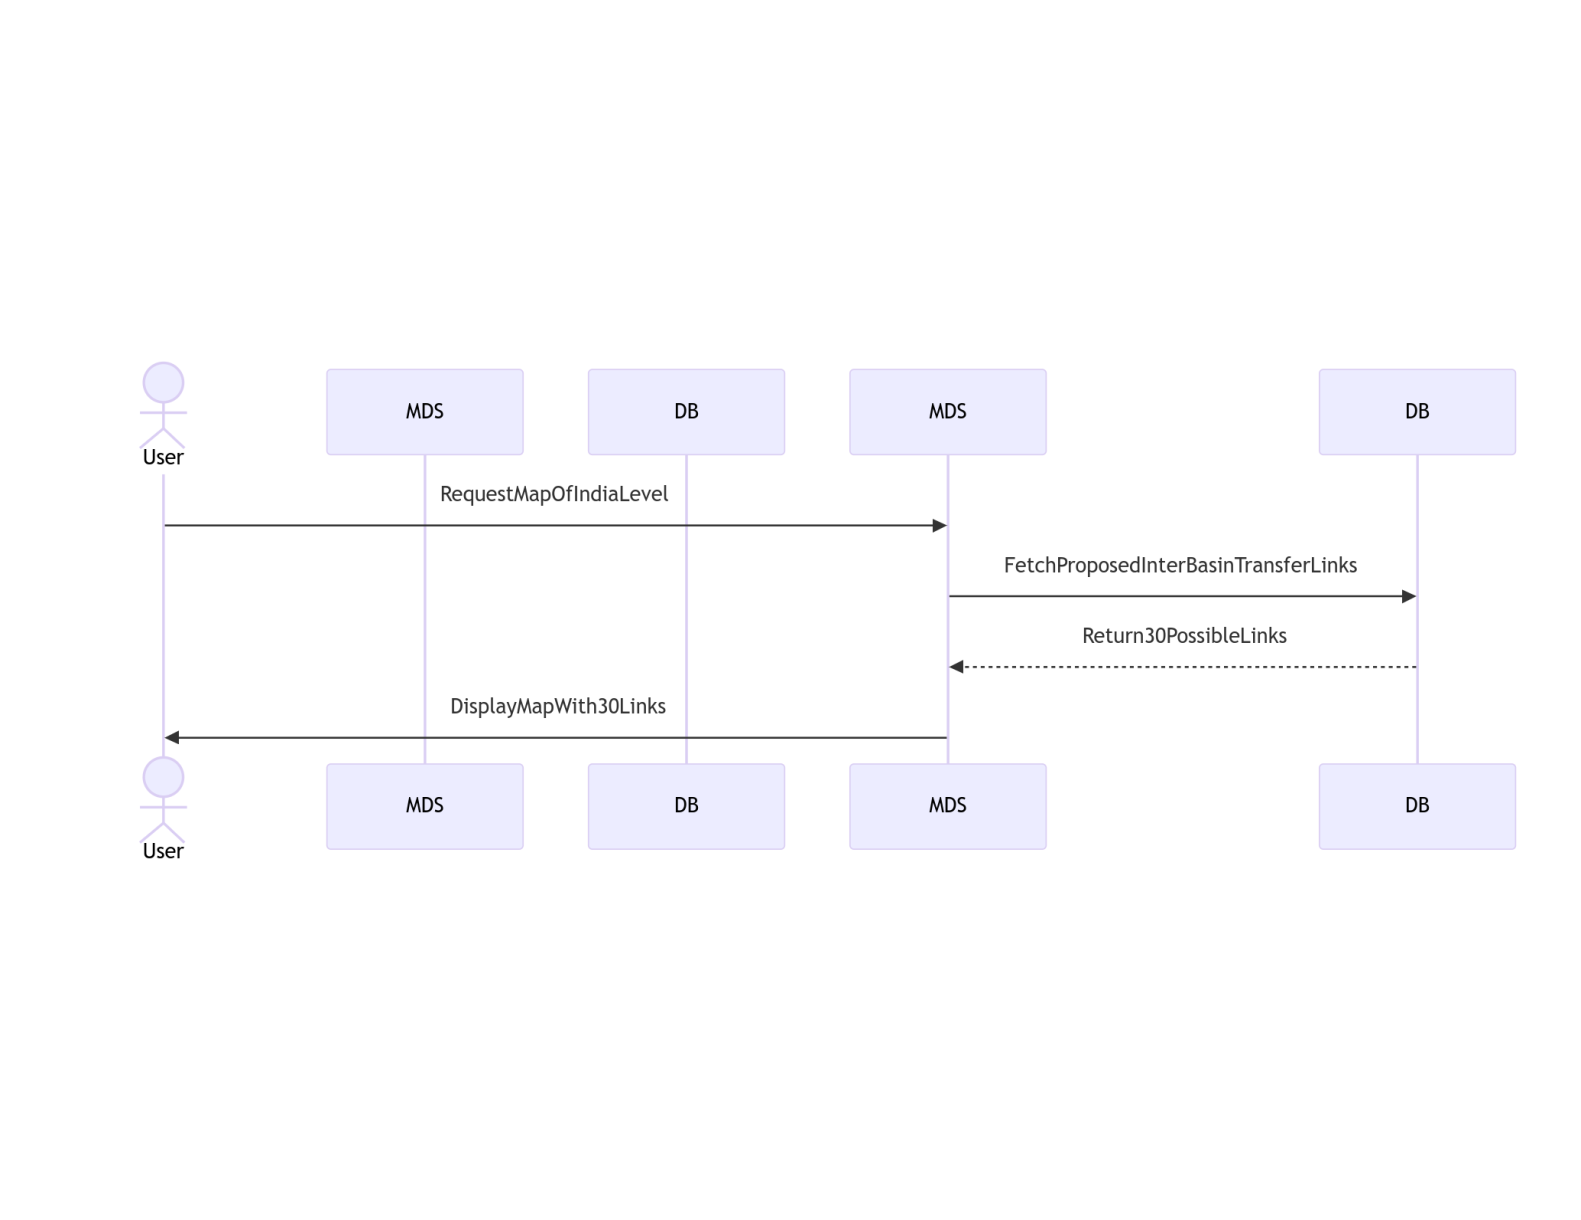 User
MDS
DB
MDS
DB
RequestMapOfIndiaLevel
FetchProposedInterBasinTransferLinks
Return30PossibleLinks
DisplayMapWith30Links
User
MDS
DB
MDS
DB